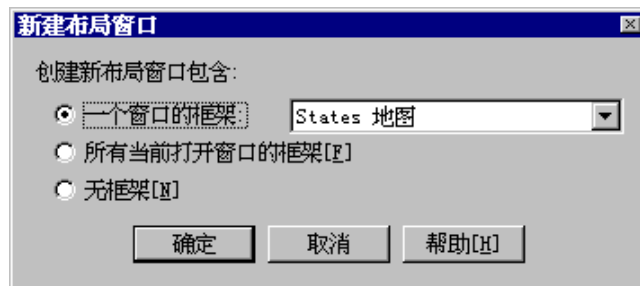 新建布局窗口
创建新布局窗口包含:
一个窗口的框架: States 地图
所有当前打开窗口的框架[F]
无框架[N]
确定 取消 帮助[H]